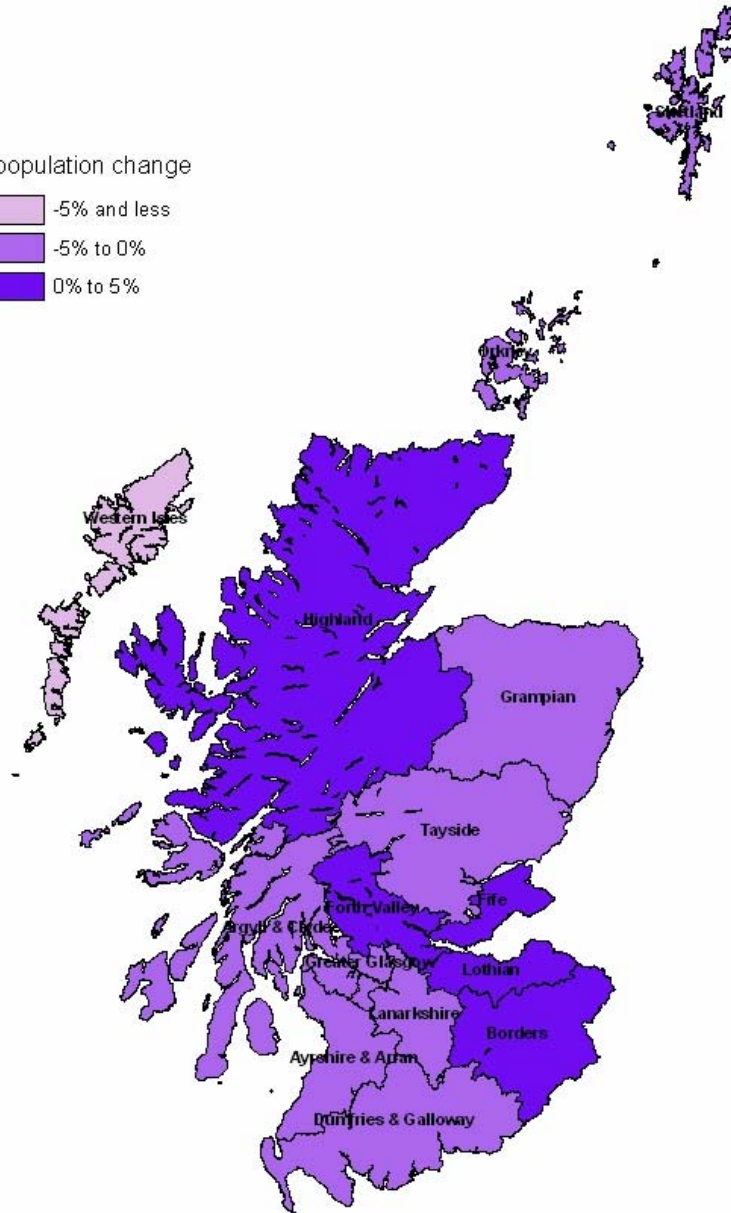 Shetland
population change
-5% and less
-5% to 0%
0% to 5%
Orkney
Western Isles
Highland
Grampian
Tayside
Fife
Forth Valley
Argyll & Clyde
Greater Glasgow
Lothian
Lanarkshire
Borders
Ayrshire & Arran
Dumfries & Galloway